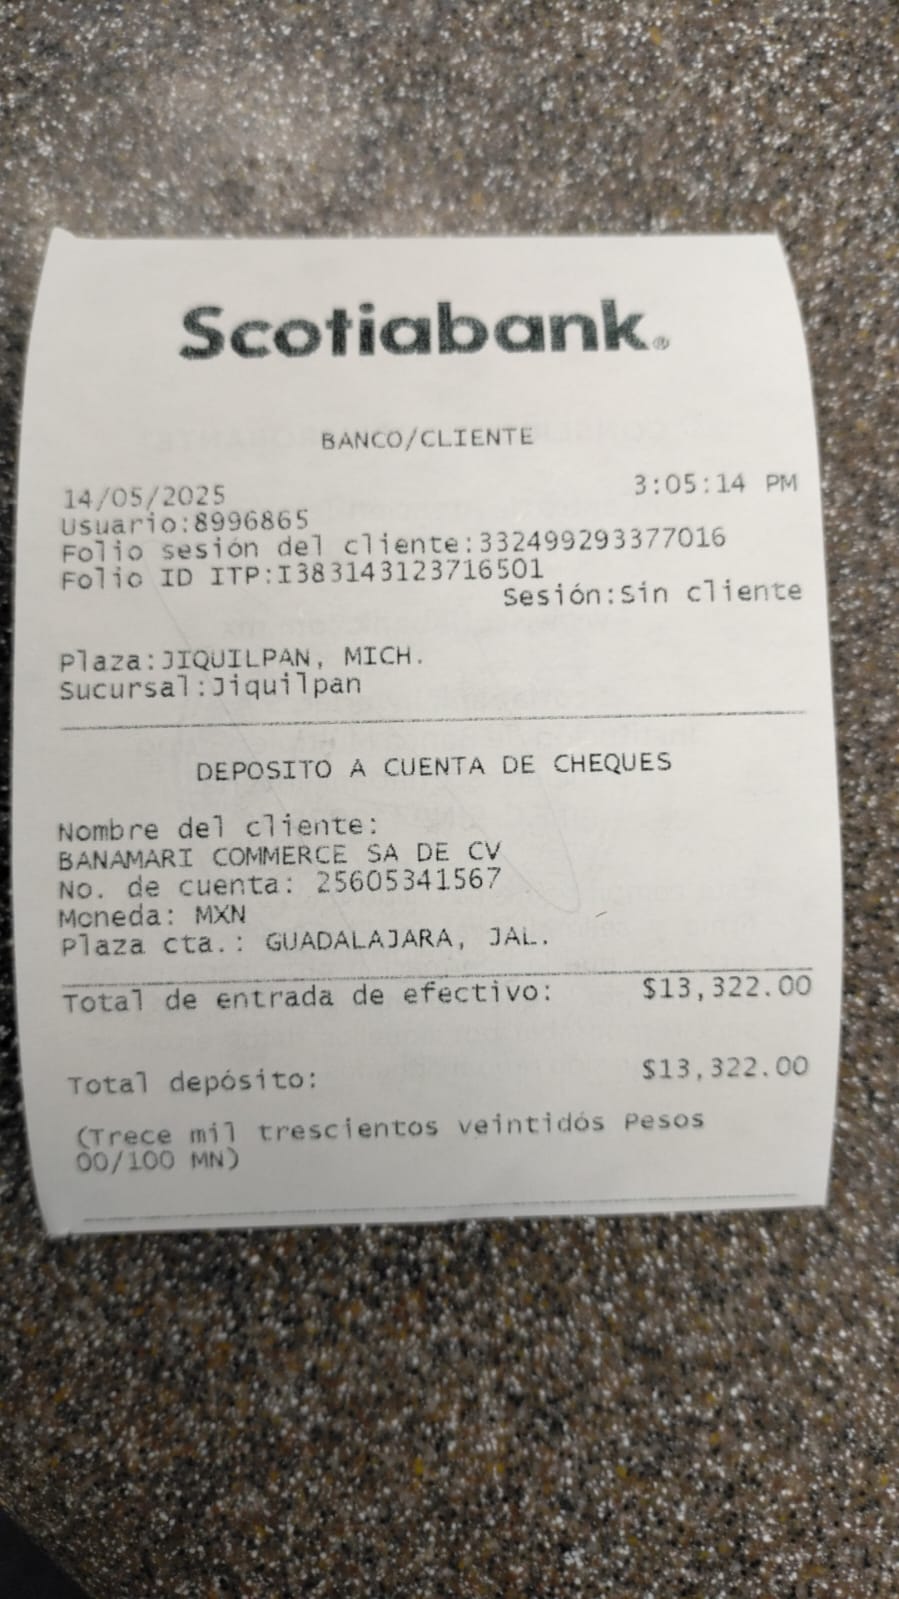 Scotiabank®
BANCO/CLIENTE
14/05/2025 3:05:14 PM
Usuario:8996865
Folio sesión del cliente:332499293377016
Folio ID ITP:I383143123716501
Sesión:Sin cliente
Plaza:JIQUILPAN, MICH.
Sucursal:Jiquilpan
DEPOSITO A CUENTA DE CHEQUES
Nombre del cliente:
BANAMARI COMMERCE SA DE CV
No. de cuenta: 25605341567
Moneda: MXN
Plaza cta.: GUADALAJARA, JAL.
Total de entrada de efectivo: $13,322.00
Total depósito: $13,322.00
(Trece mil trescientos veintidós Pesos
00/100 MN)